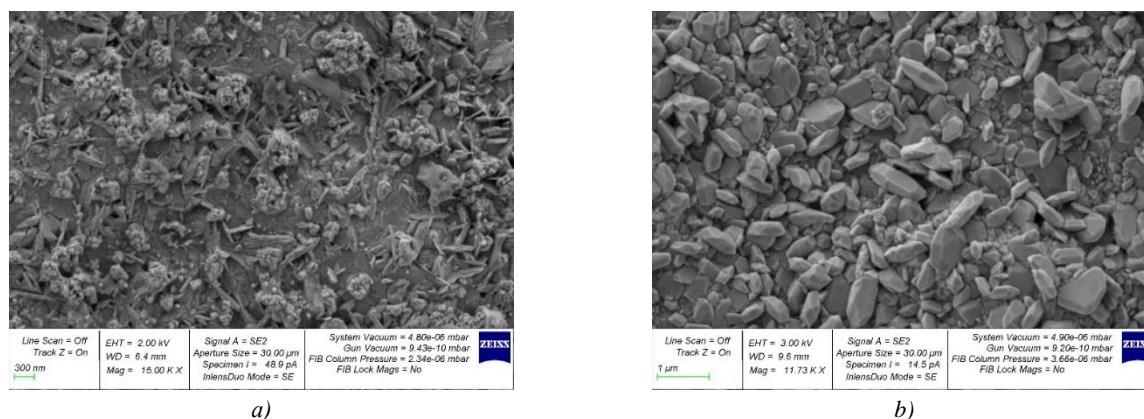 Line Scan = Off
Track Z = On
300 nm
EHT = 2.00 kV
WD = 6.4 mm
Mag = 15.00 K X
Signal A = SE2
Aperture Size = 30.00 µm
Specimen I = 48.9 pA
InlensDuo Mode = SE
System Vacuum = 4.80e-06 mbar
Gun Vacuum = 9.43e-10 mbar
FIB Column Pressure = 2.34e-06 mbar
FIB Lock Mags = No
ZEISS
a)
Line Scan = Off
Track Z = On
1 µm
EHT = 3.00 kV
WD = 9.6 mm
Mag = 11.73 K X
Signal A = SE2
Aperture Size = 30.00 µm
Specimen I = 14.5 pA
InlensDuo Mode = SE
System Vacuum = 4.90e-06 mbar
Gun Vacuum = 9.20e-10 mbar
FIB Column Pressure = 3.66e-06 mbar
FIB Lock Mags = No
ZEISS
b)